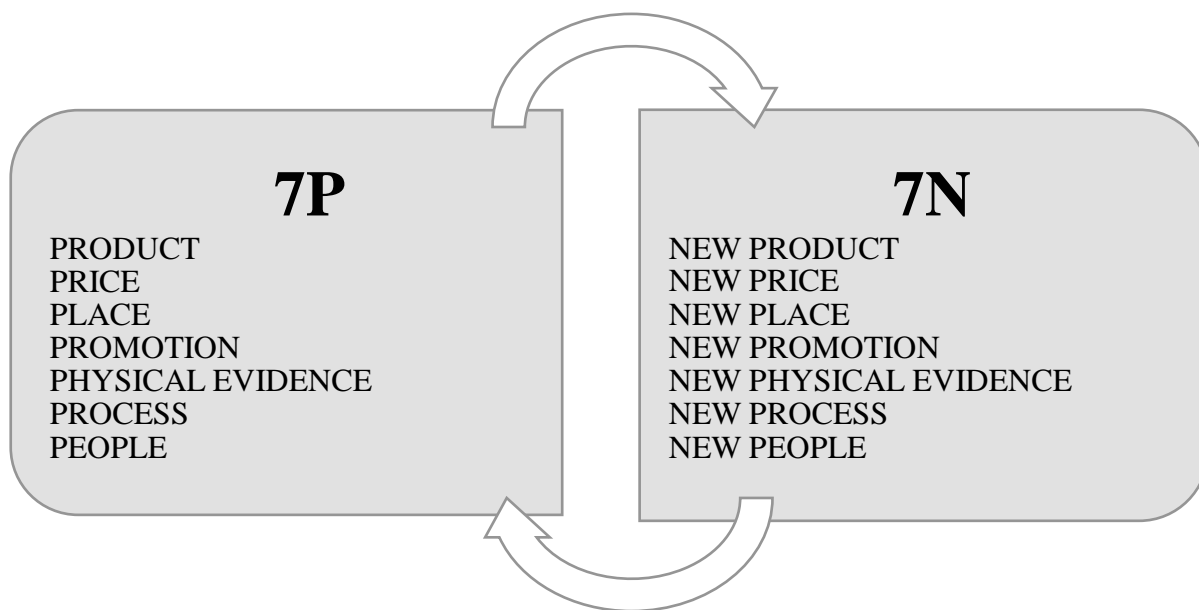 7P
PRODUCT
PRICE
PLACE
PROMOTION
PHYSICAL EVIDENCE
PROCESS
PEOPLE
7N
NEW PRODUCT
NEW PRICE
NEW PLACE
NEW PROMOTION
NEW PHYSICAL EVIDENCE
NEW PROCESS
NEW PEOPLE